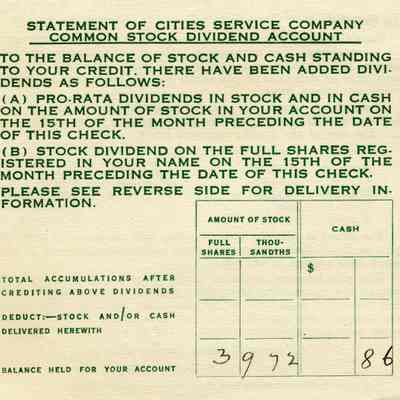 STATEMENT OF CITIES SERVICE COMPANY
COMMON STOCK DIVIDEND ACCOUNT
TO THE BALANCE OF STOCK AND CASH STANDING
TO YOUR CREDIT. THERE HAVE BEEN ADDED DIVI-
DENDS AS FOLLOWS:
(A) PRO-RATA DIVIDENDS IN STOCK AND IN CASH
ON THE AMOUNT OF STOCK IN YOUR ACCOUNT ON
THE 15TH OF THE MONTH PRECEDING THE DATE
OF THIS CHECK.
(B) STOCK DIVIDEND ON THE FULL SHARES REG-
ISTERED IN YOUR NAME ON THE 15TH OF THE
MONTH PRECEDING THE DATE OF THIS CHECK.
PLEASE SEE REVERSE SIDE FOR DELIVERY IN-
FORMATION.
AMOUNT OF STOCK
CASH
FULL SHARES
THOU- SANDTHS
$
TOTAL ACCUMULATIONS AFTER
CREDITING ABOVE DIVIDENDS
DEDUCT:—STOCK AND/OR CASH
DELIVERED HEREWITH
BALANCE HELD FOR YOUR ACCOUNT 3 972 86